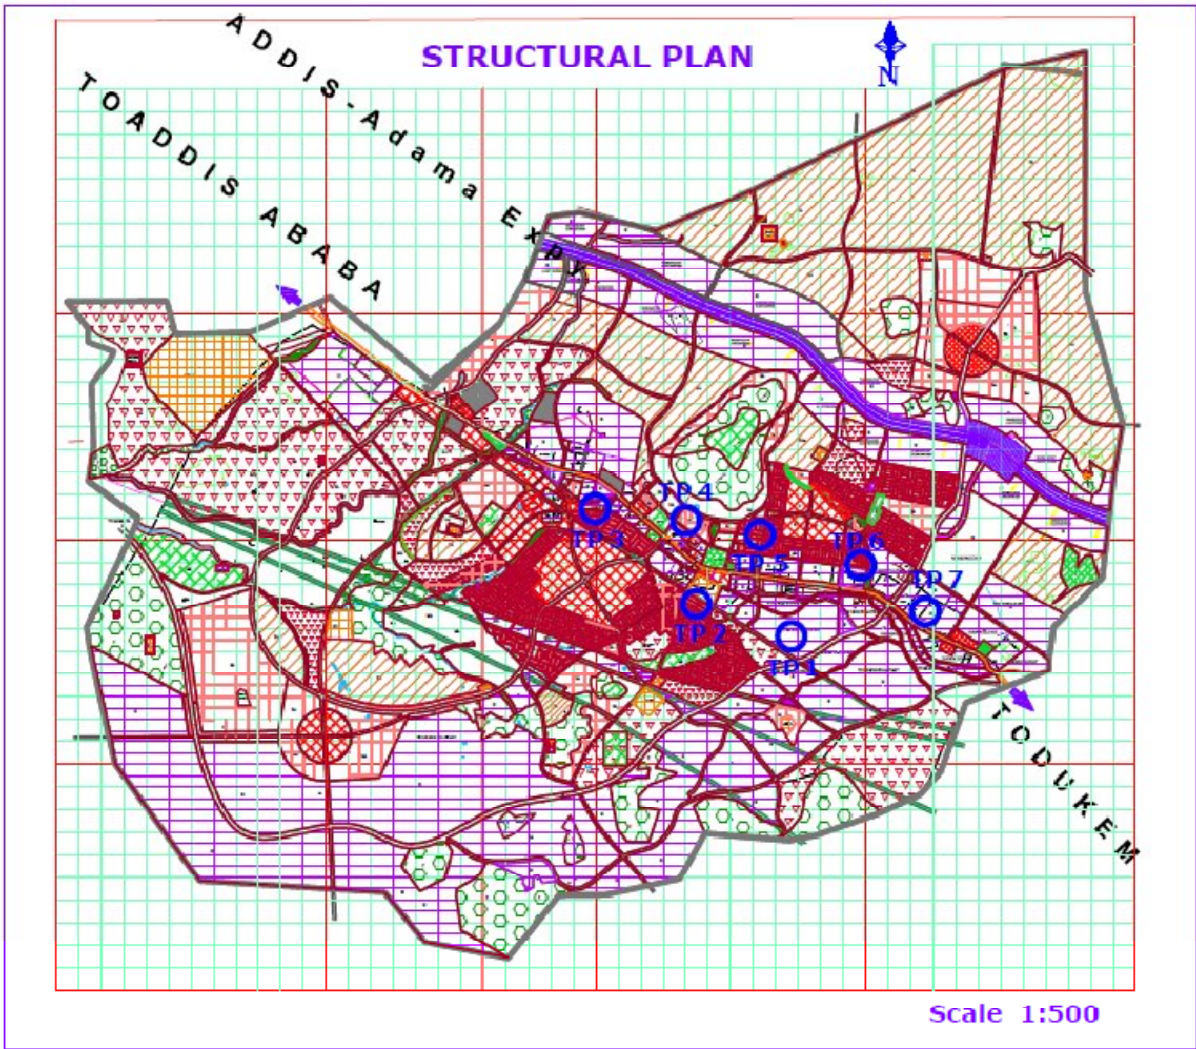 STRUCTURAL PLAN
N
ADDIS-Adama Expy
TOADDIS ABABA
TP 4
TP 3
TP 5
TP 6
TP 7
TP 2
TP 1
TODUKEM
Scale 1:500